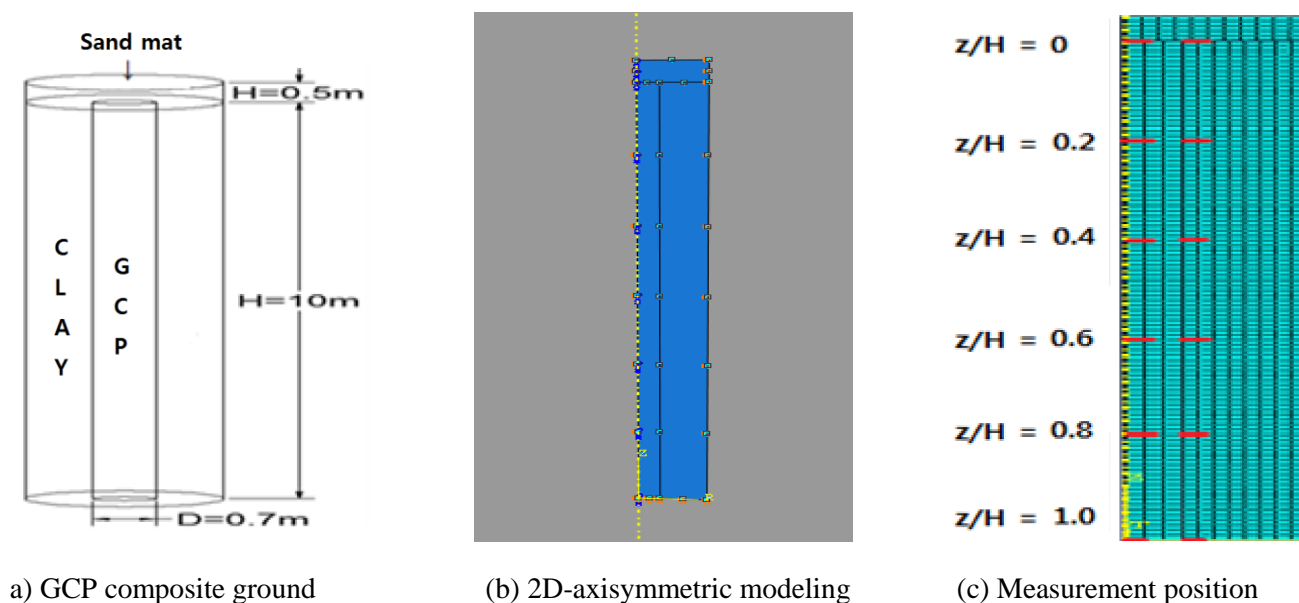 Sand mat
↓
H=0.5m
C
L
A
Y
G
C
P
H=10m
D=0.7m
z/H = 0
z/H = 0.2
z/H = 0.4
z/H = 0.6
z/H = 0.8
z/H = 1.0
a) GCP composite ground
(b) 2D-axisymmetric modeling
(c) Measurement position